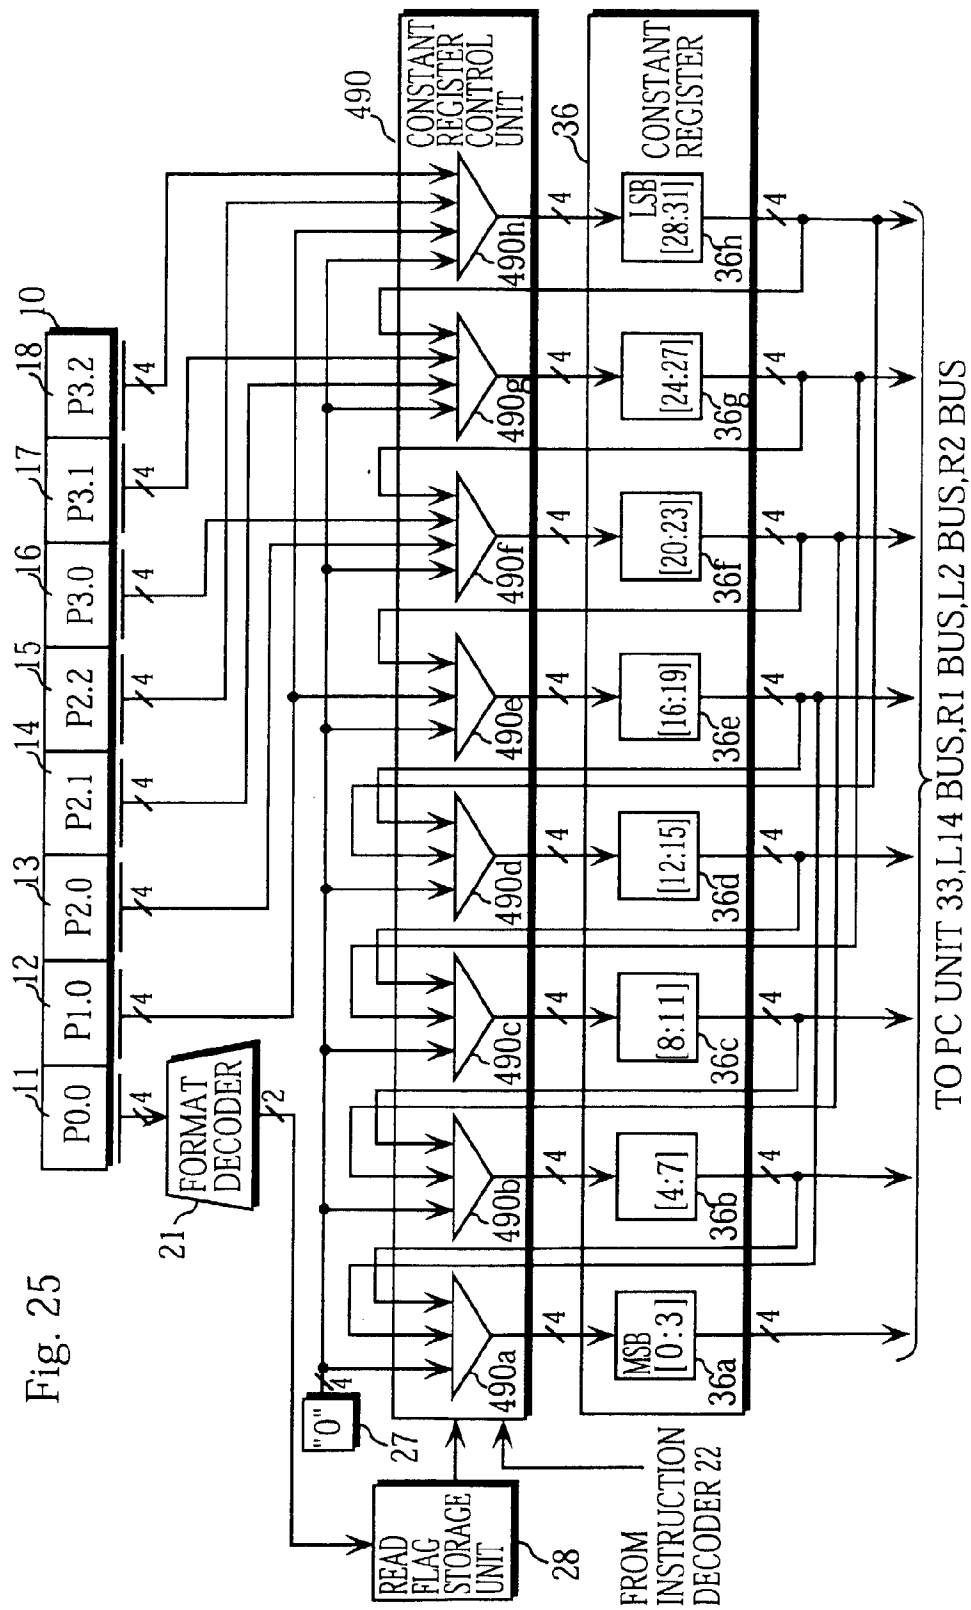 Fig. 25
10
11
12
13
14
15
16
17
18
P0.0
P1.0
P2.0
P2.1
P2.2
P3.0
P3.1
P3.2
4
4
4
4
4
4
4
4
21
FORMAT
DECODER
2
"0"
27
4
READ
FLAG
STORAGE
UNIT
28
FROM
INSTRUCTION
DECODER 22
490
CONSTANT
REGISTER
CONTROL
UNIT
490a
490b
490c
490d
490e
490f
490g
490h
4
4
4
4
4
4
4
4
36
CONSTANT
REGISTER
MSB
[0:3]
[4:7]
[8:11]
[12:15]
[16:19]
[20:23]
[24:27]
LSB
[28:31]
36a
36b
36c
36d
36e
36f
36g
36h
4
4
4
4
4
4
4
4
TO PC UNIT 33,L14 BUS,R1 BUS,L2 BUS,R2 BUS